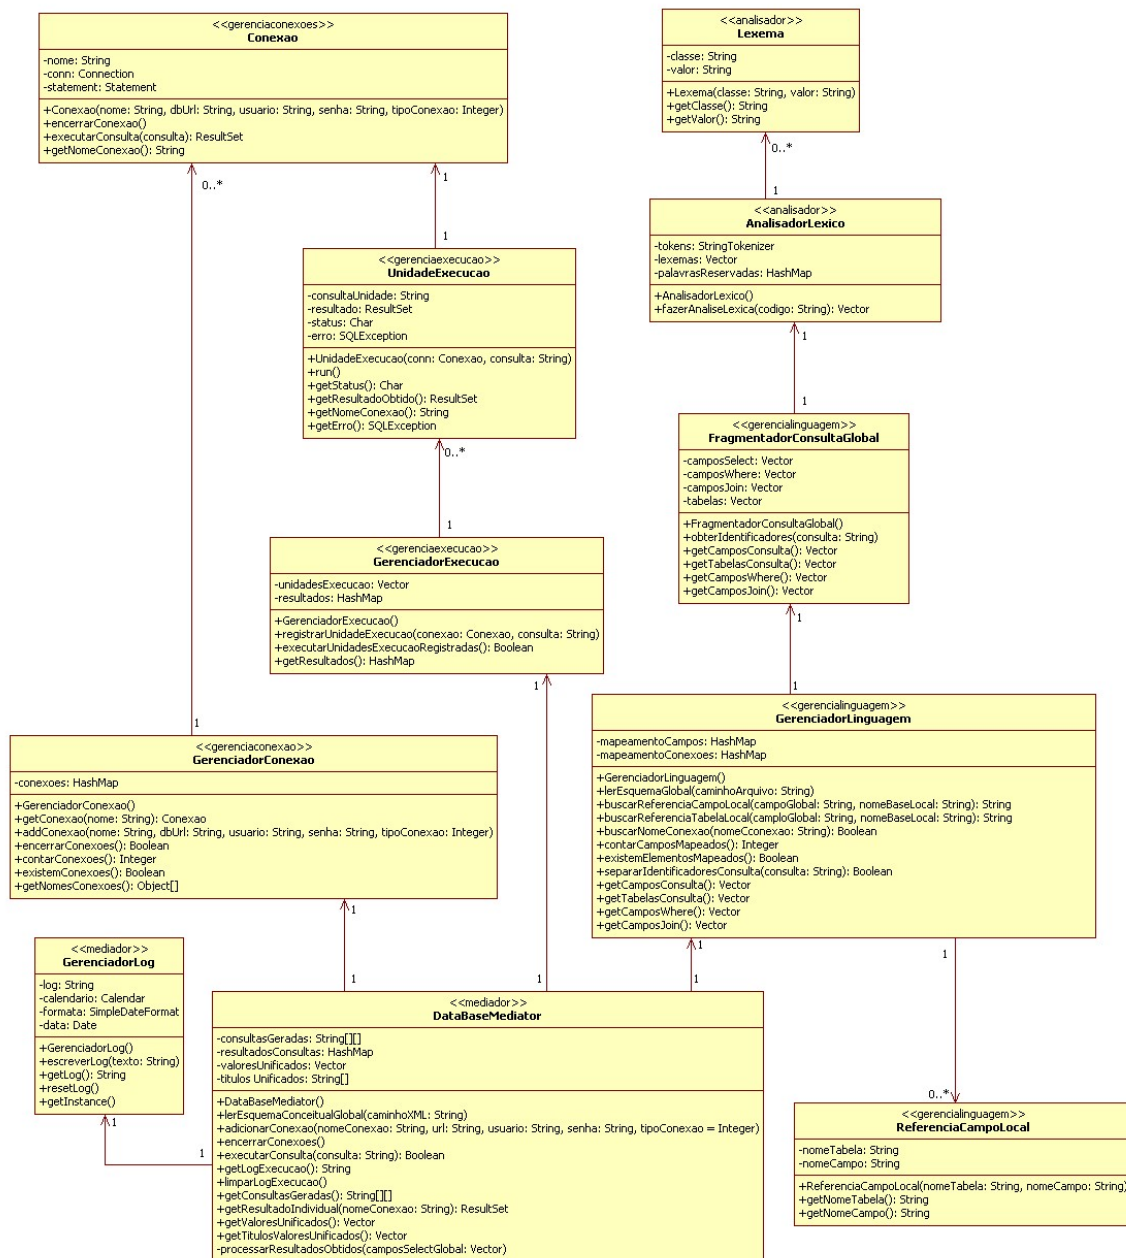 <<gerenciaconexoes>>
Conexao
-nome: String
-conn: Connection
-statement: Statement
+Conexao(nome: String, dbUrl: String, usuario: String, senha: String, tipoConexao: Integer)
+encerrarConexao()
+executarConsulta(consulta): ResultSet
+getNomeConexao(): String
0..*
1
<<analisador>>
Lexema
-classe: String
-valor: String
+Lexema(classe: String, valor: String)
+getClasse(): String
+getValor(): String
0..*
1
1
<<gerenciaexecucao>>
UnidadeExecucao
-consultaUnidade: String
-resultado: ResultSet
-status: Char
-erro: SQLException
+UnidadeExecucao(conn: Conexao, consulta: String)
+run()
+getStatus(): Char
+getResultadoObtido(): ResultSet
+getNomeConexao(): String
+getErro(): SQLException
0..*
1
<<analisador>>
AnalisadorLexico
-tokens: StringTokenizer
-lexemas: Vector
-palavrasReservadas: HashMap
+AnalisadorLexico()
+fazerAnaliseLexica(codigo: String): Vector
1
1
<<gerencialinguagem>>
FragmentadorConsultaGlobal
-camposSelect: Vector
-camposWhere: Vector
-camposJoin: Vector
-tabelas: Vector
+FragmentadorConsultaGlobal()
+obterIdentificadores(consulta: String)
+getCamposConsulta(): Vector
+getTabelasConsulta(): Vector
+getCamposWhere(): Vector
+getCamposJoin(): Vector
1
1
<<gerenciaexecucao>>
GerenciadorExecucao
-unidadesExecucao: Vector
-resultados: HashMap
+GerenciadorExecucao()
+registrarUnidadeExecucao(conexao: Conexao, consulta: String)
+executarUnidadesExecucaoRegistradas(): Boolean
+getResultados(): HashMap
1
1
<<gerenciaconexao>>
GerenciadorConexao
-conexoes: HashMap
+GerenciadorConexao()
+getConexao(nome: String): Conexao
+addConexao(nome: String, dbUrl: String, usuario: String, senha: String, tipoConexao: Integer)
+encerrarConexoes(): Boolean
+contarConexoes(): Integer
+existemConexoes(): Boolean
+getNomesConexoes(): Object[]
1
1
<<gerencialinguagem>>
GerenciadorLinguagem
-mapeamentoCampos: HashMap
-mapeamentoConexoes: HashMap
+GerenciadorLinguagem()
+lerEsquemaGlobal(caminhoArquivo: String)
+buscarReferenciaCampoLocal(campoGlobal: String, nomeBaseLocal: String): String
+buscarReferenciaTabelaLocal(camploGlobal: String, nomeBaseLocal: String): String
+buscarNomeConexao(nomeCconexao: String): Boolean
+contarCamposMapeados(): Integer
+existemElementosMapeados(): Boolean
+separarIdentificadoresConsulta(consulta: String): Boolean
+getCamposConsulta(): Vector
+getTabelasConsulta(): Vector
+getCamposWhere(): Vector
+getCamposJoin(): Vector
1
1
1
1
0..*
<<mediador>>
GerenciadorLog
-log: String
-calendario: Calendar
-formata: SimpleDateFormat
-data: Date
+GerenciadorLog()
+escreverLog(texto: String)
+getLog(): String
+resetLog()
+getInstance()
1
1
<<mediador>>
DataBaseMediator
-consultasGeradas: String[][]
-resultadosConsultas: HashMap
-valoresUnificados: Vector
-titulos Unificados: String[]
+DataBaseMediator()
+lerEsquemaConceitualGlobal(caminhoXML: String)
+adicionarConexao(nomeConexao: String, url: String, usuario: String, senha: String, tipoConexao = Integer)
+encerrarConexoes()
+executarConsulta(consulta: String): Boolean
+getLogExecucao(): String
+limparLogExecucao()
+getConsultasGeradas(): String[][]
+getResultadoIndividual(nomeConexao: String): ResultSet
+getValoresUnificados(): Vector
+getTitulosValoresUnificados(): Vector
-processarResultadosObtidos(camposSelectGlobal: Vector)
<<gerencialinguagem>>
ReferenciaCampoLocal
-nomeTabela: String
-nomeCampo: String
+ReferenciaCampoLocal(nomeTabela: String, nomeCampo: String)
+getNomeTabela(): String
+getNomeCampo(): String